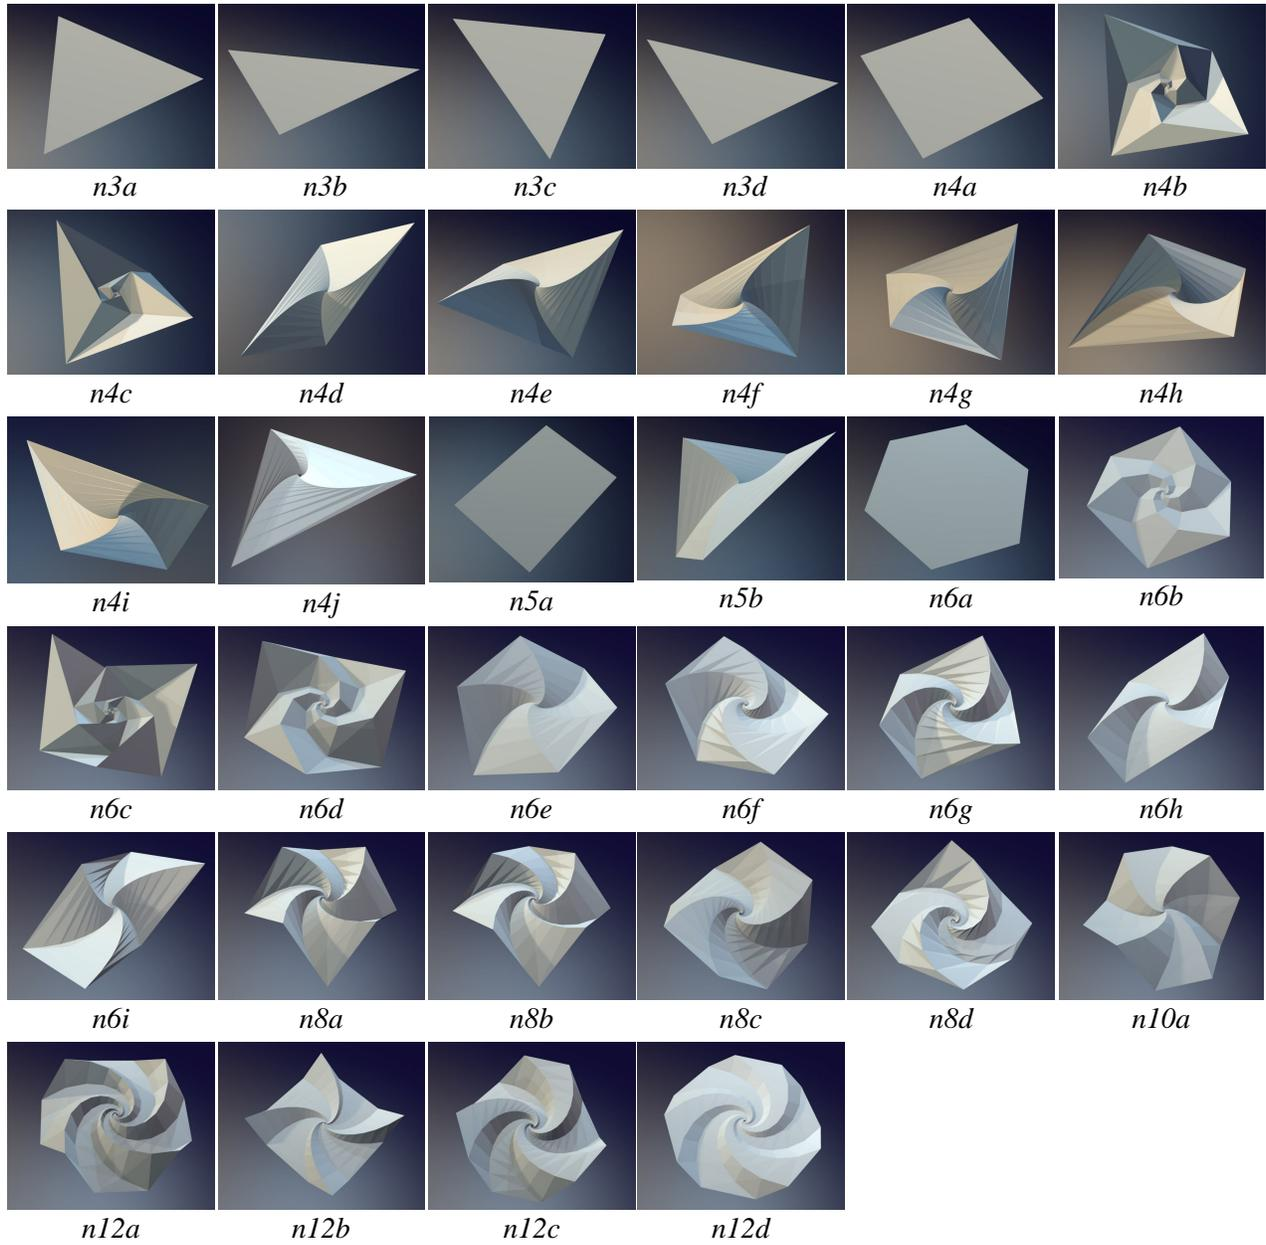 n3a n3b n3c n3d n4a n4b
n4c n4d n4e n4f n4g n4h
n4i n4j n5a n5b n6a n6b
n6c n6d n6e n6f n6g n6h
n6i n8a n8b n8c n8d n10a
n12a n12b n12c n12d